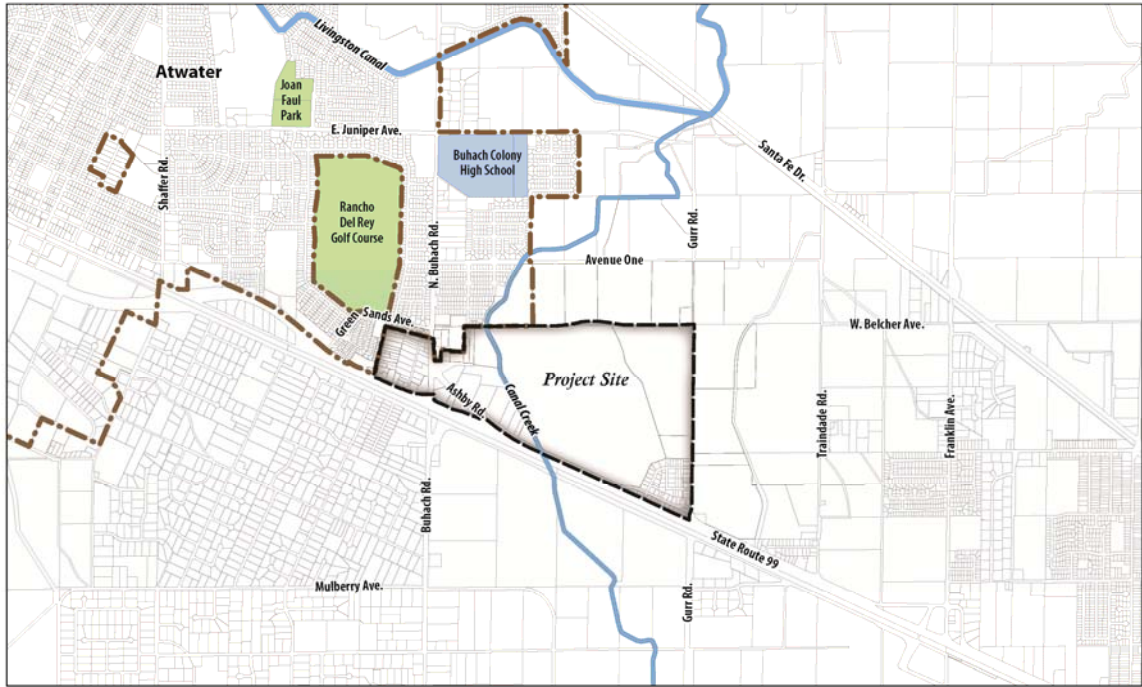 Livingston Canal
Atwater
Joan
Faul
Park
E. Juniper Ave.
Buhach Colony
High School
Santa Fe Dr.
Shaffer Rd.
Rancho
Del Rey
Golf Course
N. Buhach Rd.
Gurr Rd.
Avenue One
Green Sands Ave.
W. Belcher Ave.
Project Site
Ashby Rd.
Canal Creek
Traindade Rd.
Franklin Ave.
Buhach Rd.
State Route 99
Mulberry Ave.
Gurr Rd.